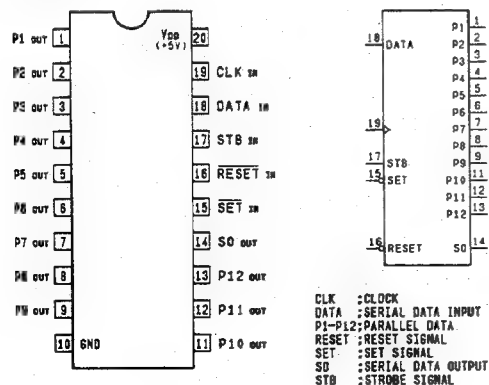 P1 OUT 1
P2 OUT 2
P3 OUT 3
P4 OUT 4
P5 OUT 5
P6 OUT 6
P7 OUT 7
P8 OUT 8
P9 OUT 9
10 GND
VDD
(+5V) 20
19 CLK IN
18 DATA IN
17 STB IN
16 RESET IN
15 SET IN
14 SO OUT
13 P12 OUT
12 P11 OUT
11 P10 OUT
18 DATA
19
17 STB
15 SET
16 RESET
P1 1
P2 2
P3 3
P4 4
P5 5
P6 6
P7 7
P8 8
P9 9
P10 11
P11 12
P12 13
SO 14
CLK :CLOCK
DATA :SERIAL DATA INPUT
P1-P12:PARALLEL DATA
RESET :RESET SIGNAL
SET :SET SIGNAL
SO :SERIAL DATA OUTPUT
STB :STROBE SIGNAL